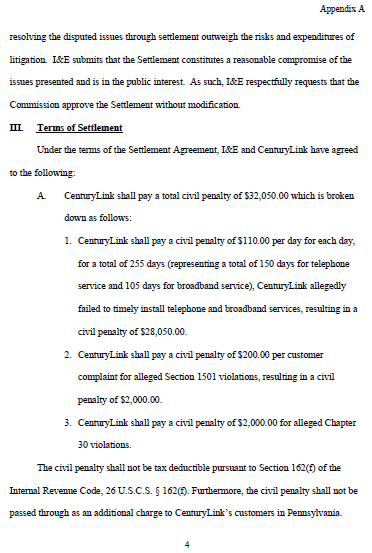 Appendix A
resolving the disputed issues through settlement outweigh the risks and expenditures of
litigation. I&E submits that the Settlement constitutes a reasonable compromise of the
issues presented and is in the public interest. As such, I&E respectfully requests that the
Commission approve the Settlement without modification.
III. Terms of Settlement
Under the terms of the Settlement Agreement, I&E and CenturyLink have agreed
to the following:
A. CenturyLink shall pay a total civil penalty of $32,050.00 which is broken
down as follows:
1. CenturyLink shall pay a civil penalty of $110.00 per day for each day,
for a total of 255 days (representing a total of 150 days for telephone
service and 105 days for broadband service), CenturyLink allegedly
failed to timely install telephone and broadband services, resulting in a
civil penalty of $28,050.00.
2. CenturyLink shall pay a civil penalty of $200.00 per customer
complaint for alleged Section 1501 violations, resulting in a civil
penalty of $2,000.00.
3. CenturyLink shall pay a civil penalty of $2,000.00 for alleged Chapter
30 violations.
The civil penalty shall not be tax deductible pursuant to Section 162(f) of the
Internal Revenue Code, 26 U.S.C.S. § 162(f). Furthermore, the civil penalty shall not be
passed through as an additional charge to CenturyLink's customers in Pennsylvania.
4